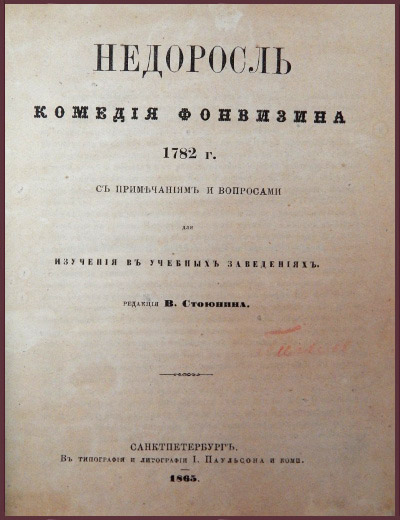 НЕДОРОСЛЬ
КОМЕДІЯ ФОНВИЗИНА
1782 г.
СЪ ПРИМѢЧАНІЯМЪ И ВОПРОСАМИ
ДЛЯ
ИЗУЧЕНІЯ ВЪ УЧЕБНЫХЪ ЗАВЕДЕНІЯХЪ.
РЕДАКЦІЯ В. Стоюнина.
САНКТПЕТЕРБУРГЪ.
Въ типографіи и литографіи І. Паульсона и комп.
1865.